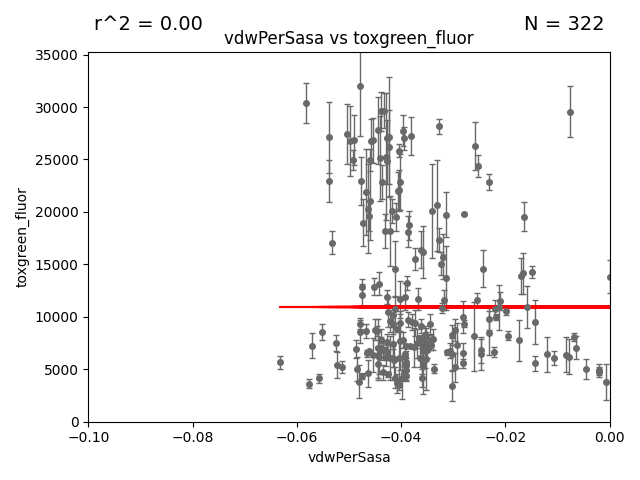 r^2 = 0.00
N = 322
vdwPerSasa vs toxgreen_fluor
35000
30000
25000
20000
15000
10000
5000
0
toxgreen_fluor
−0.10
−0.08
−0.06
−0.04
−0.02
0.00
vdwPerSasa